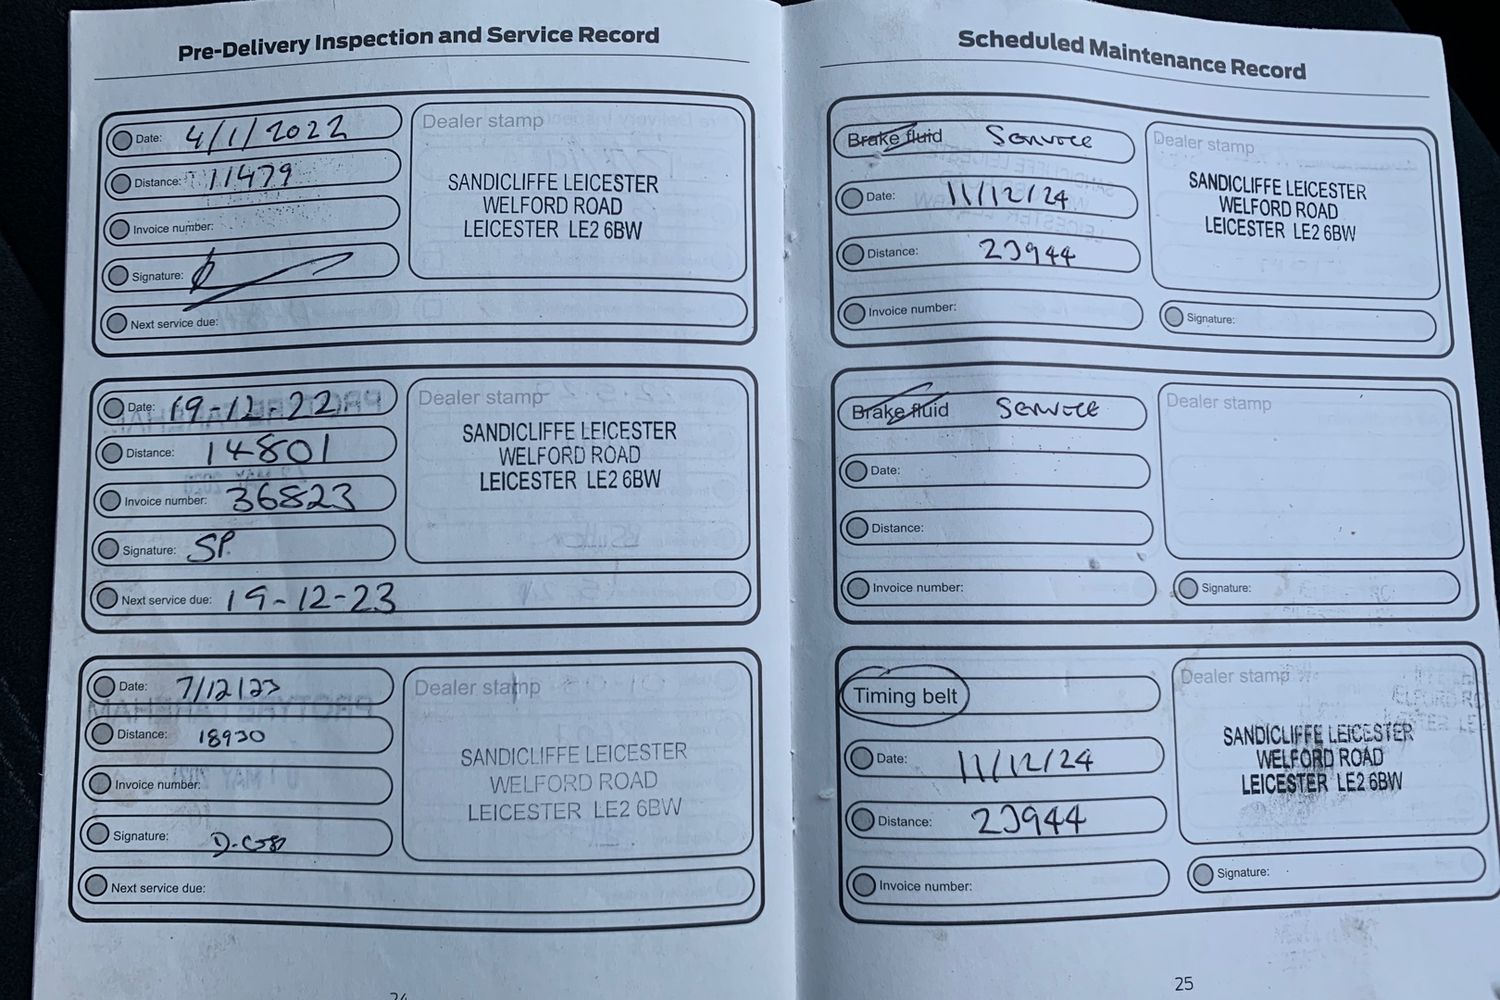 Pre-Delivery Inspection and Service Record
Date: 4/1/2022
Distance: 11479
Invoice number:
Signature:
Next service due:
Dealer stamp
SANDICLIFFE LEICESTER
WELFORD ROAD
LEICESTER LE2 6BW
Date: 19-12-22
Distance: 14801
Invoice number: 36823
Signature: SP.
Next service due: 19-12-23
Dealer stamp
SANDICLIFFE LEICESTER
WELFORD ROAD
LEICESTER LE2 6BW
Date: 7/12/23
Distance: 18930
Invoice number:
Signature:
Next service due:
Dealer stamp
SANDICLIFFE LEICESTER
WELFORD ROAD
LEICESTER LE2 6BW
Scheduled Maintenance Record
Brake fluid SERVICE
Date: 11/12/24
Distance: 23944
Invoice number:
Dealer stamp
SANDICLIFFE LEICESTER
WELFORD ROAD
LEICESTER LE2 6BW
Signature:
Brake fluid SERVICE
Date:
Distance:
Invoice number:
Dealer stamp
Signature:
Timing belt
Date: 11/12/24
Distance: 23944
Invoice number:
Dealer stamp
SANDICLIFFE LEICESTER
WELFORD ROAD
LEICESTER LE2 6BW
Signature:
25